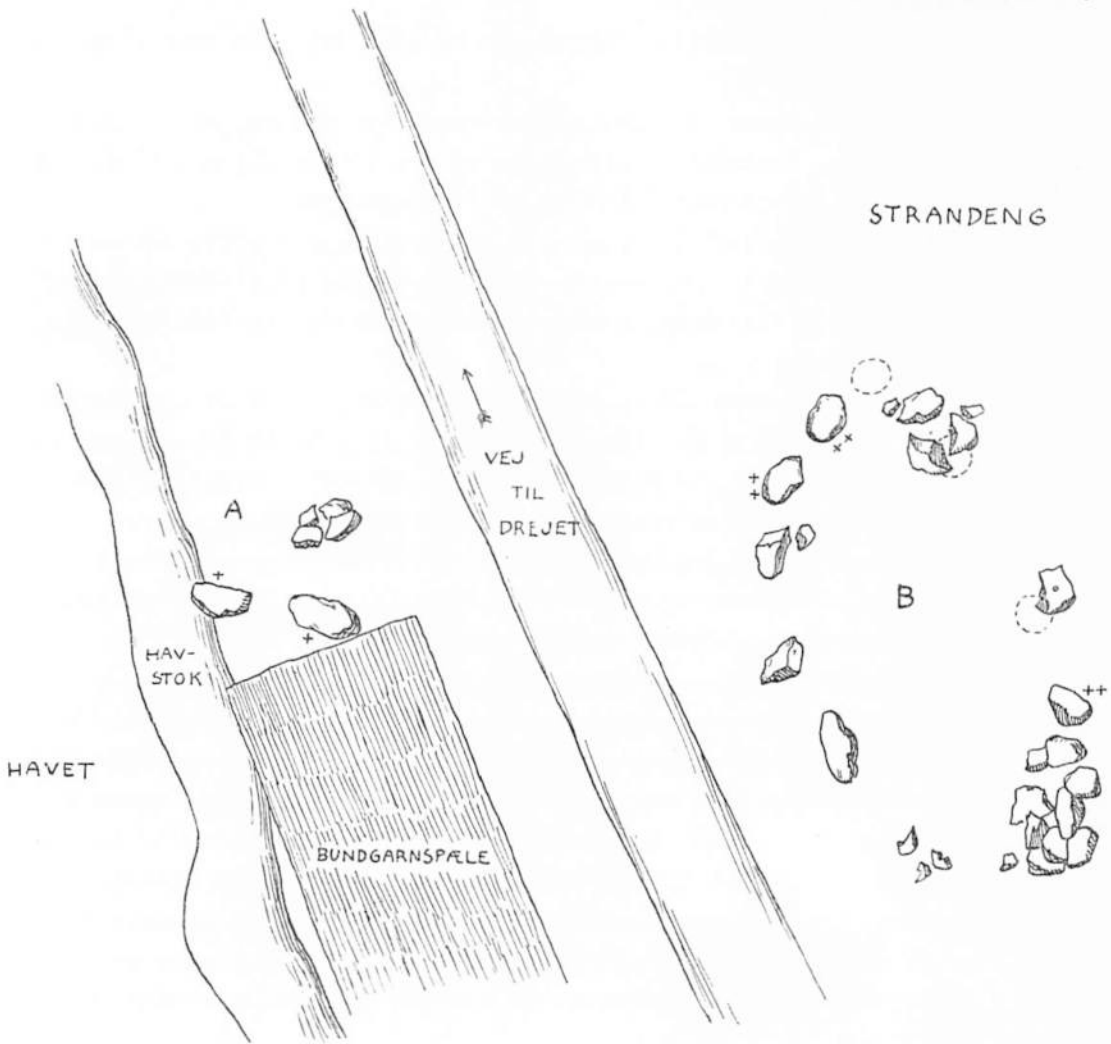 STRANDENG
VEJ
TIL
DREJET
A
B
HAV-
STOK
HAVET
BUNDGARNSPÆLE